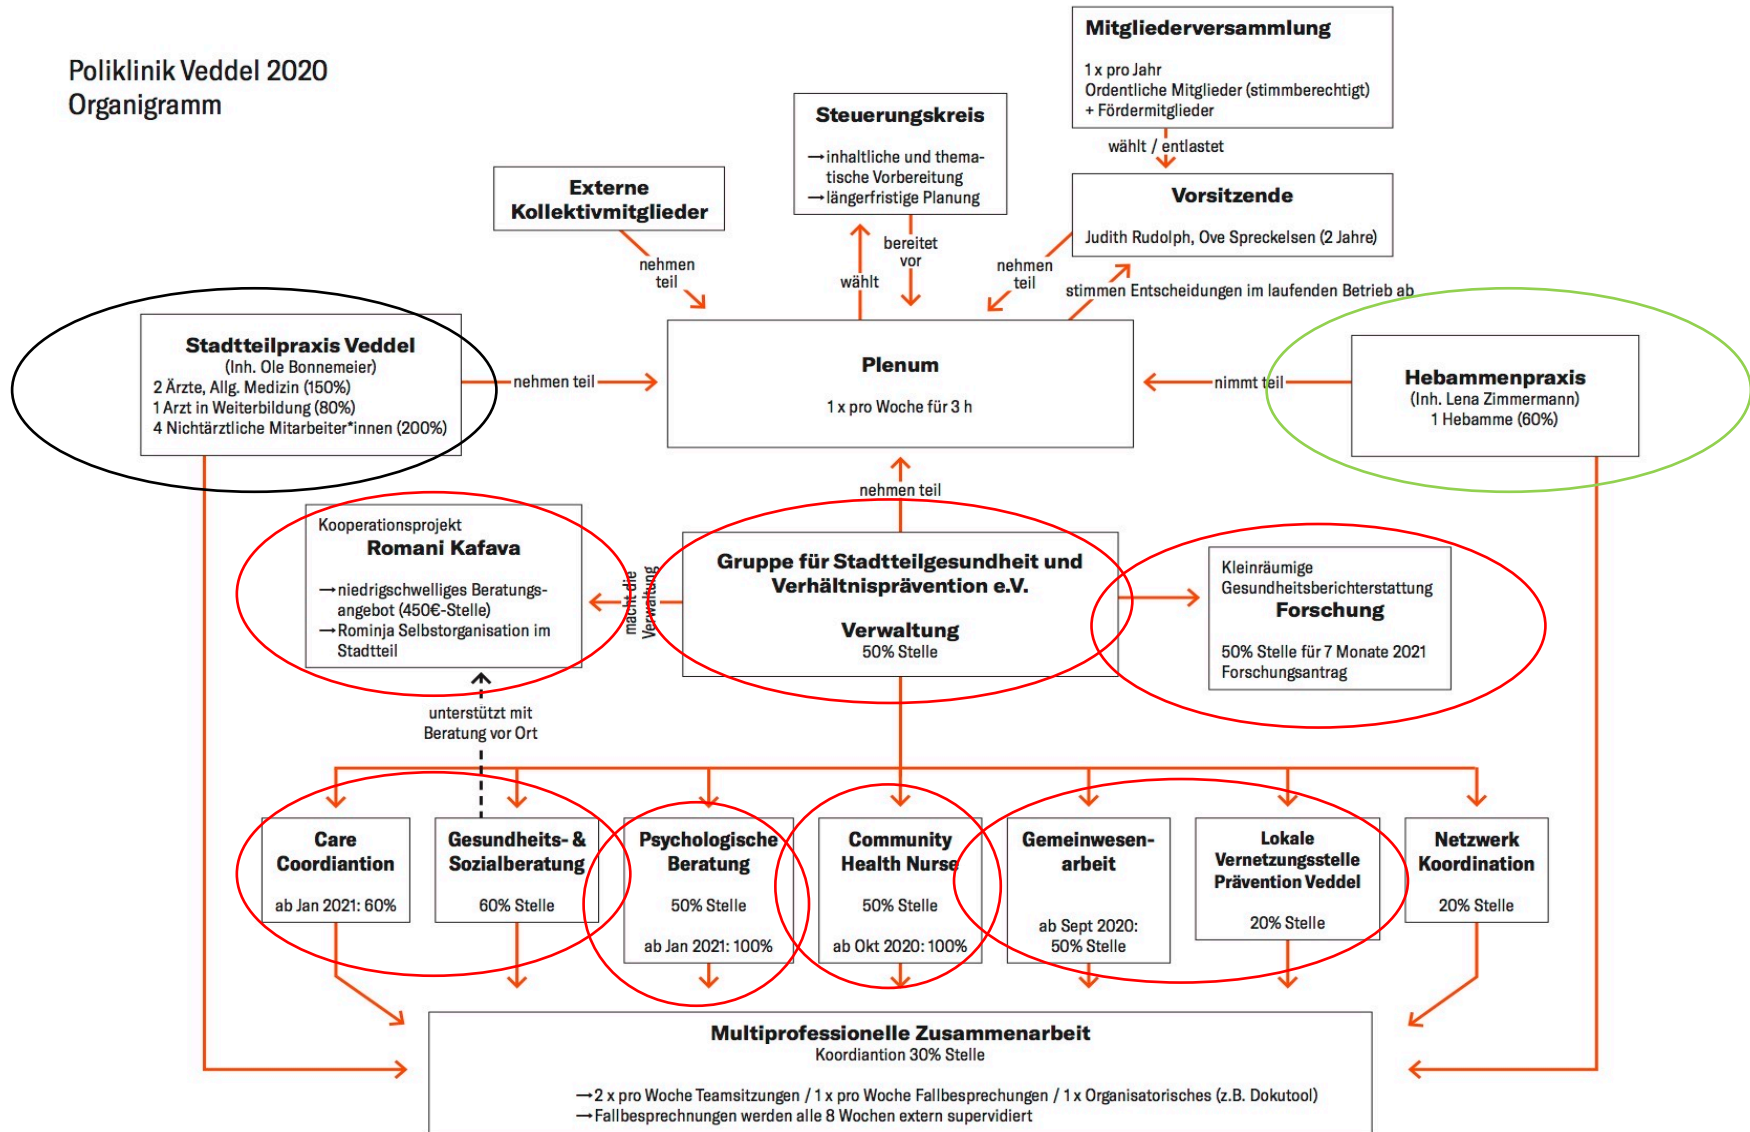 Poliklinik Veddel 2020
Organigramm
Mitgliederversammlung
1 x pro Jahr
Ordentliche Mitglieder (stimmberechtigt)
+ Fördermitglieder
wählt / entlastet
Steuerungskreis
→ inhaltliche und thema-
tische Vorbereitung
→ längerfristige Planung
Externe
Kollektivmitglieder
Vorsitzende
Judith Rudolph, Ove Spreckelsen (2 Jahre)
nehmen
teil
wählt
bereitet
vor
nehmen
teil
stimmen Entscheidungen im laufenden Betrieb ab
Stadtteilpraxis Veddel
(Inh. Ole Bonnemeier)
2 Ärzte, Allg. Medizin (150%)
1 Arzt in Weiterbildung (80%)
4 Nichtärztliche Mitarbeiter*innen (200%)
nehmen teil
Plenum
1 x pro Woche für 3 h
nimmt teil
Hebammenpraxis
(Inh. Lena Zimmermann)
1 Hebamme (60%)
nehmen teil
Kooperationsprojekt
Romani Kafava
→ niedrigschwelliges Beratungs-
angebot (450€-Stelle)
→ Rominja Selbstorganisation im
Stadtteil
macht die
Verwaltung
Gruppe für Stadtteilgesundheit und
Verhältnisprävention e.V.
Verwaltung
50% Stelle
Kleinräumige
Gesundheitsberichterstattung
Forschung
50% Stelle für 7 Monate 2021
Forschungsantrag
unterstützt mit
Beratung vor Ort
Care
Coordiantion
ab Jan 2021: 60%
Gesundheits- &
Sozialberatung
60% Stelle
Psychologische
Beratung
50% Stelle
ab Jan 2021: 100%
Community
Health Nurse
50% Stelle
ab Okt 2020: 100%
Gemeinwesen-
arbeit
ab Sept 2020:
50% Stelle
Lokale
Vernetzungsstelle
Prävention Veddel
20% Stelle
Netzwerk
Koordination
20% Stelle
Multiprofessionelle Zusammenarbeit
Koordiantion 30% Stelle
→ 2 x pro Woche Teamsitzungen / 1 x pro Woche Fallbesprechungen / 1 x Organisatorisches (z.B. Dokutool)
→ Fallbesprechnungen werden alle 8 Wochen extern supervidiert